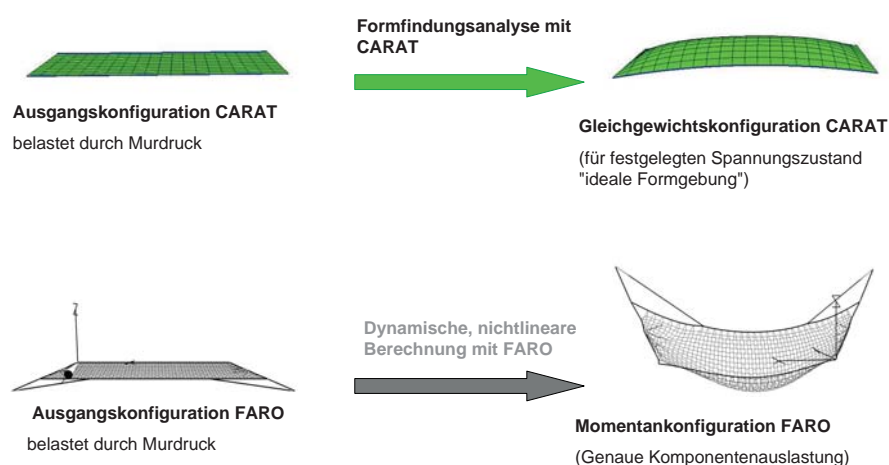 Formfindungsanalyse mit
CARAT
Ausgangskonfiguration CARAT
belastet durch Murdruck
Gleichgewichtskonfiguration CARAT
(für festgelegten Spannungszustand
"ideale Formgebung")
Dynamische, nichtlineare
Berechnung mit FARO
Ausgangskonfiguration FARO
belastet durch Murdruck
Momentankonfiguration FARO
(Genaue Komponentenauslastung)